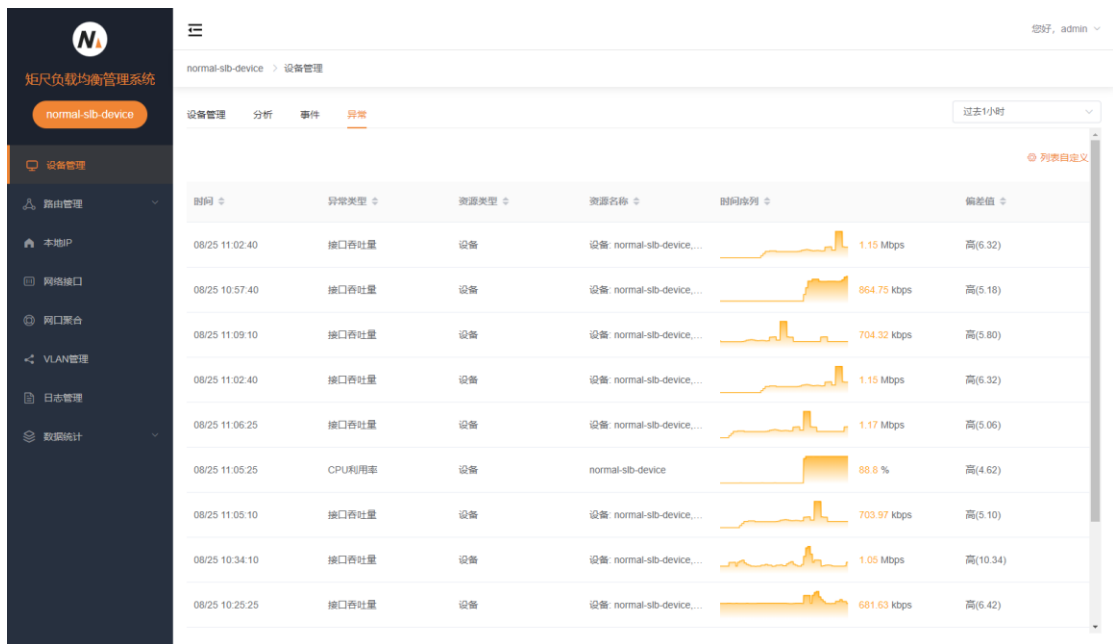 您好，admin
矩尺负载均衡管理系统
normal-slb-device
normal-slb-device > 设备管理
设备管理 分析 事件 异常
过去1小时
列表自定义
设备管理
路由管理
本地IP
网络接口
网口聚合
VLAN管理
日志管理
数据统计
时间 异常类型 资源类型 资源名称 时间序列 偏差值
08/25 11:02:40 接口吞吐量 设备 设备: normal-slb-device,... 1.15 Mbps 高(6.32)
08/25 10:57:40 接口吞吐量 设备 设备: normal-slb-device,... 864.75 kbps 高(5.18)
08/25 11:09:10 接口吞吐量 设备 设备: normal-slb-device,... 704.32 kbps 高(5.80)
08/25 11:02:40 接口吞吐量 设备 设备: normal-slb-device,... 1.15 Mbps 高(6.32)
08/25 11:06:25 接口吞吐量 设备 设备: normal-slb-device,... 1.17 Mbps 高(5.06)
08/25 11:05:25 CPU利用率 设备 normal-slb-device 88.6 % 高(4.62)
08/25 11:05:10 接口吞吐量 设备 设备: normal-slb-device,... 703.97 kbps 高(5.10)
08/25 10:34:10 接口吞吐量 设备 设备: normal-slb-device,... 1.05 Mbps 高(10.34)
08/25 10:25:25 接口吞吐量 设备 设备: normal-slb-device,... 681.63 kbps 高(6.42)